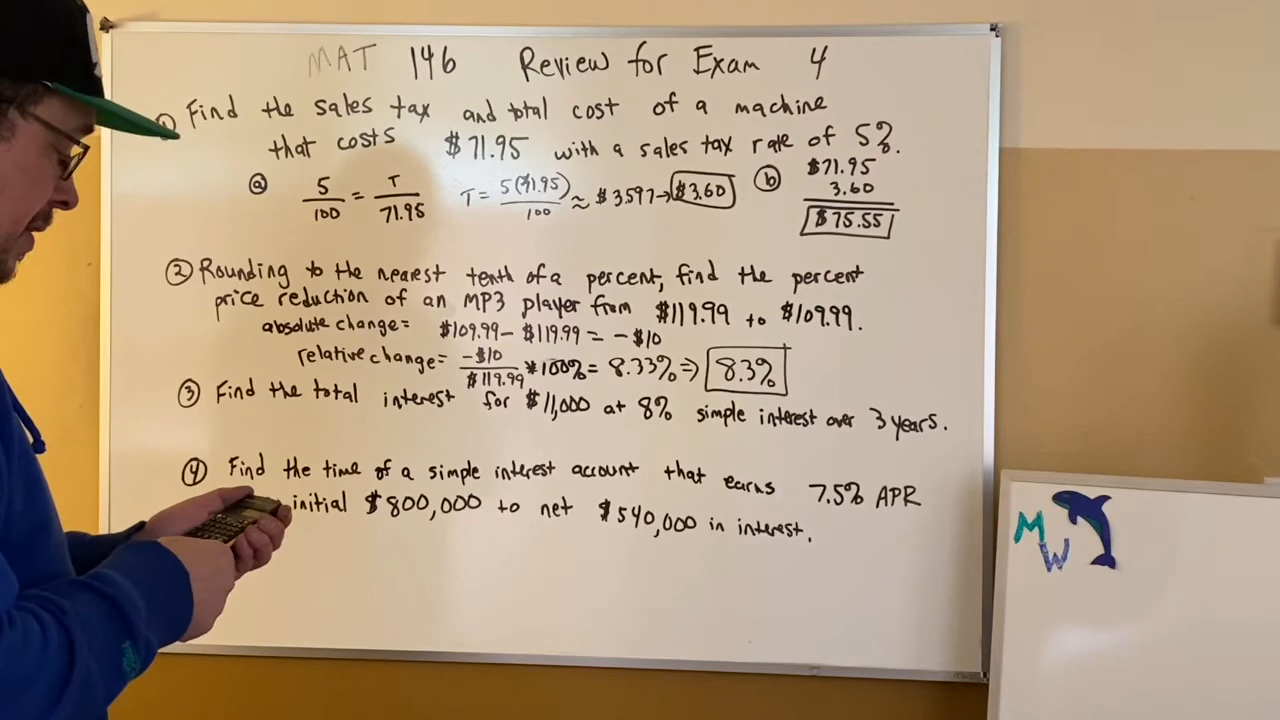 MAT 146 Review for Exam 4
① Find the sales tax and total cost of a machine
that costs $71.95 with a sales tax rate of 5%.
ⓐ 5/100 = T/71.95 T = 5(71.95)/100 ≈ $3.597→ $3.60
ⓑ $71.95
3.60
$75.55
② Rounding to the nearest tenth of a percent, find the percent
price reduction of an MP3 player from $119.99 to $109.99.
absolute change = $109.99 - $119.99 = -$10
relative change = -$10/$119.99 * 100% = 8.33% ⇒ 8.3%
③ Find the total interest for $11,000 at 8% simple interest over 3 years.
④ Find the time of a simple interest account that earns 7.5% APR
initial $800,000 to net $540,000 in interest.
M
W